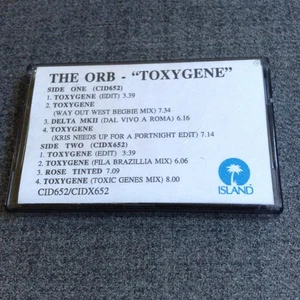 THE ORB - "TOXYGENE"
SIDE ONE (CID652)
1. TOXYGENE (EDIT) 3.39
2. TOXYGENE
(WAY OUT WEST BEGBIE MIX) 7.34
3. DELTA MKII (DAL VIVO A ROMA) 6.16
4. TOXYGENE
(KRIS NEEDS UP FOR A FORTNIGHT EDIT) 7.14
SIDE TWO (CIDX652)
1. TOXYGENE (EDIT) 3:39
2. TOXYGENE (FILA BRAZILLIA MIX) 6.06
3. ROSE TINTED 7.09
4. TOXYGENE (TOXIC GENES MIX) 8.00
CID652/CIDX652
ISLAND